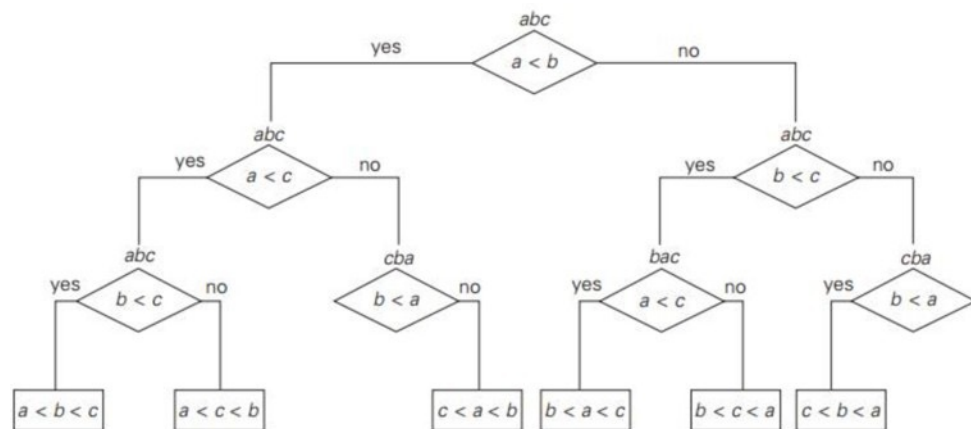 abc
yes a < b no
abc abc
yes a < c no yes b < c no
abc cba bac cba
yes b < c no b < a no yes a < c no yes b < a
a < b < c a < c < b c < a < b b < a < c b < c < a c < b < a